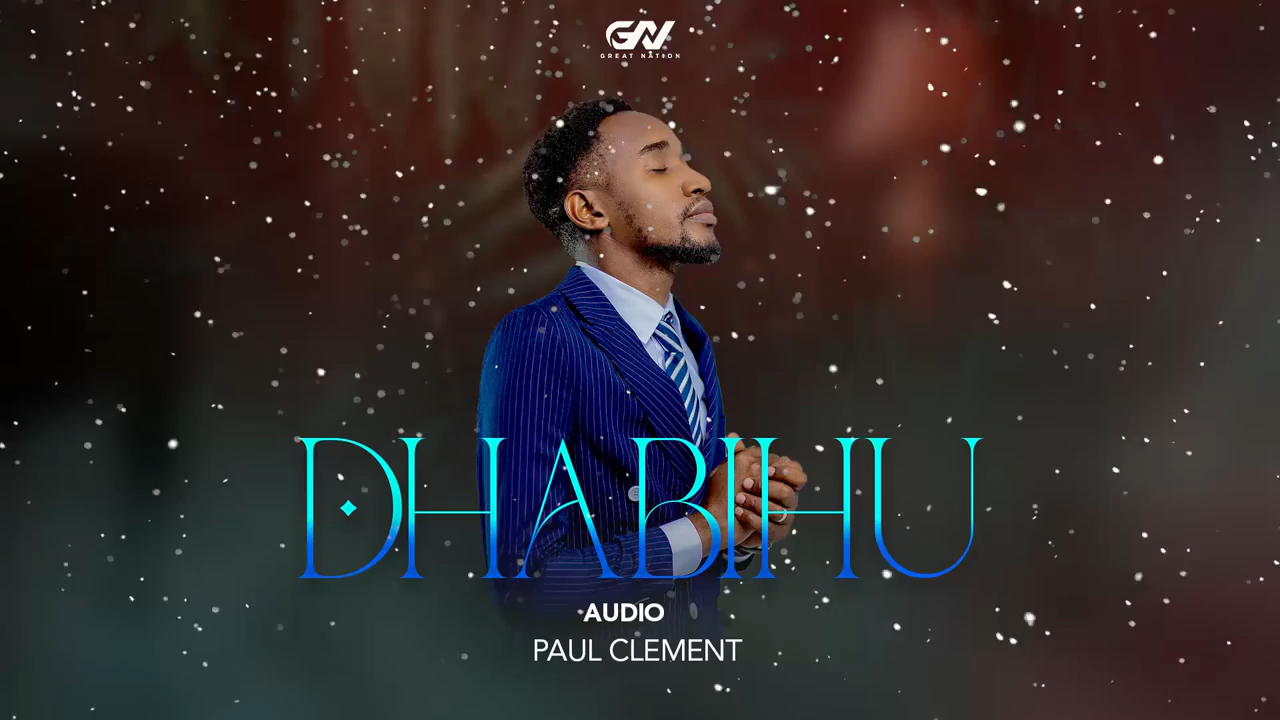 GN
GREAT NATION
DHABIHU
AUDIO
PAUL CLEMENT